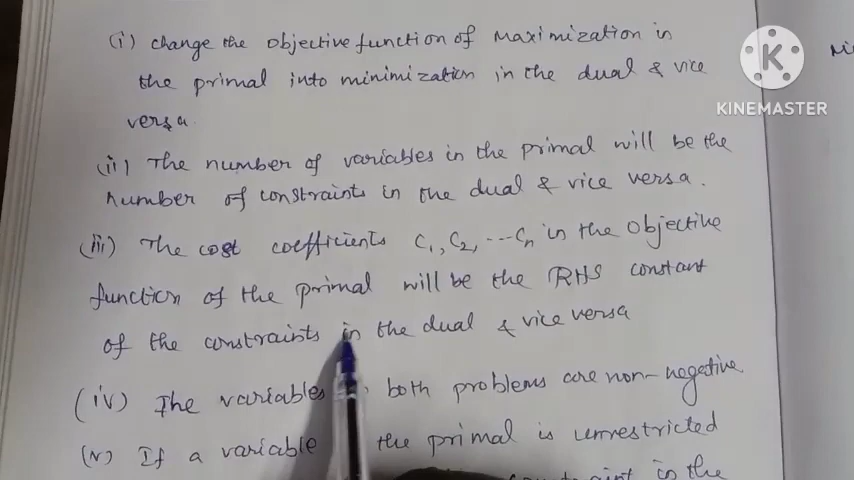 (i) change the objective function of Maximization in
the primal into minimization in the dual & vice
versa.
(ii) The number of variables in the primal will be the
number of constraints in the dual & vice versa.
(iii) The cost coefficients C1, C2, ---Cn in the objective
function of the primal will be the RHS constant
of the constraints in the dual & vice versa
(iv) The variables both problems are non-negative
(v) If a variable the primal is unrestricted
in the
K
KINEMASTER